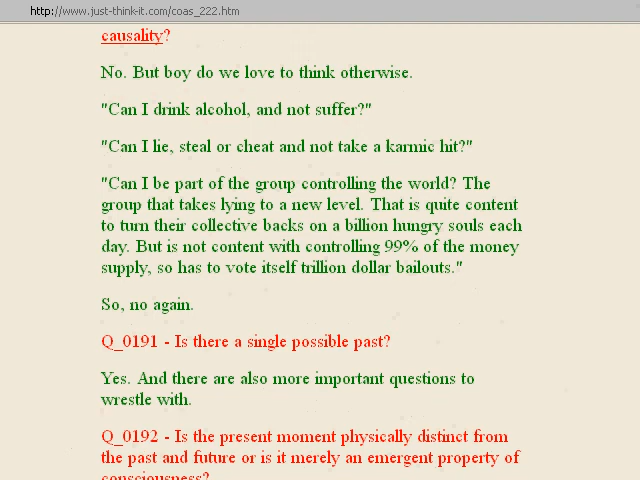 http://www.just-think-it.com/coas_222.htm
causality?
No. But boy do we love to think otherwise.
"Can I drink alcohol, and not suffer?"
"Can I lie, steal or cheat and not take a karmic hit?"
"Can I be part of the group controlling the world? The
group that takes lying to a new level. That is quite content
to turn their collective backs on a billion hungry souls each
day. But is not content with controlling 99% of the money
supply, so has to vote itself trillion dollar bailouts."
So, no again.
Q_0191 - Is there a single possible past?
Yes. And there are also more important questions to
wrestle with.
Q_0192 - Is the present moment physically distinct from
the past and future or is it merely an emergent property of
consciousness?